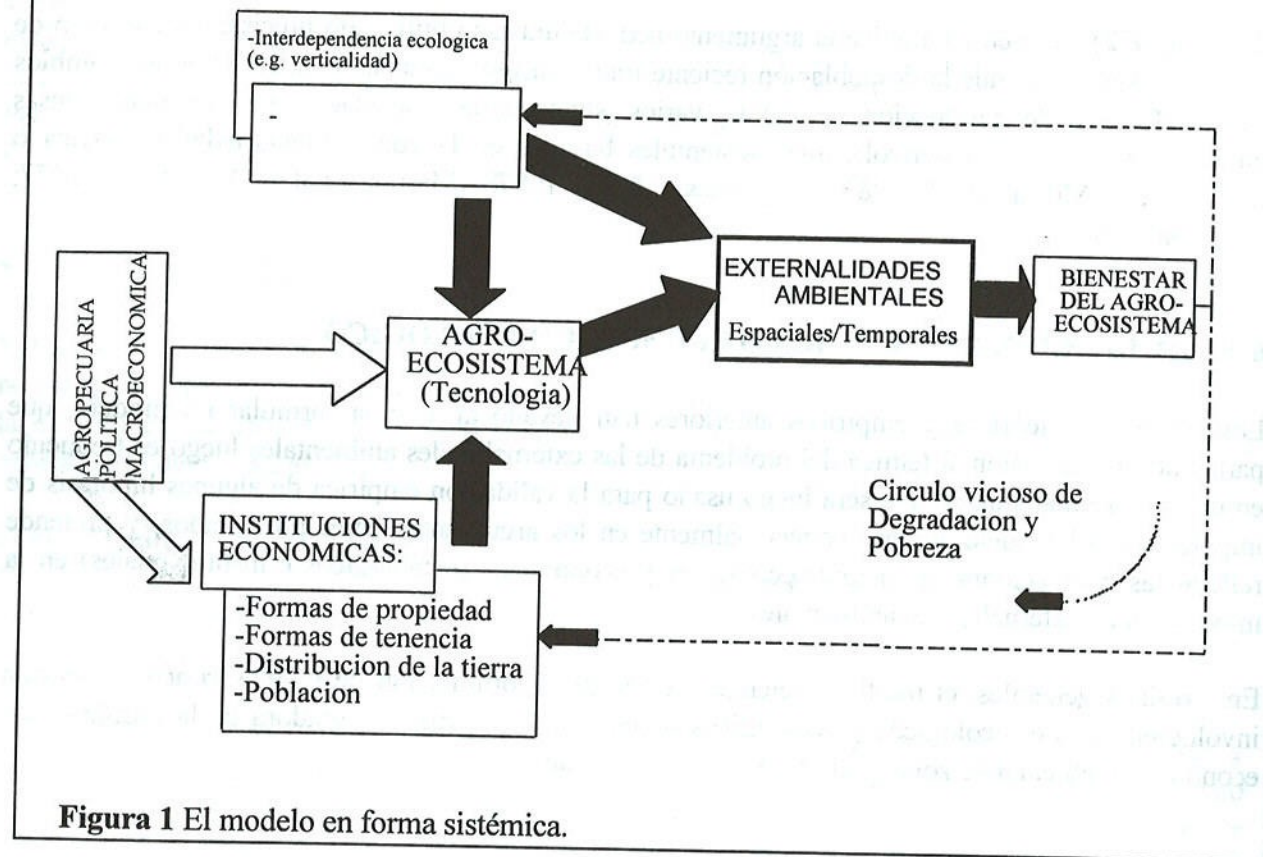 -Interdependencia ecologica
(e.g. verticalidad)
-
AGROPECUARIA
POLITICA
MACROECONOMICA
AGRO-
ECOSISTEMA
(Tecnologia)
EXTERNALIDADES
AMBIENTALES
Espaciales/Temporales
BIENESTAR
DEL AGRO-
ECOSISTEMA
INSTITUCIONES
ECONOMICAS:
-Formas de propiedad
-Formas de tenencia
-Distribucion de la tierra
-Poblacion
Circulo vicioso de
Degradacion y
Pobreza
Figura 1 El modelo en forma sistémica.